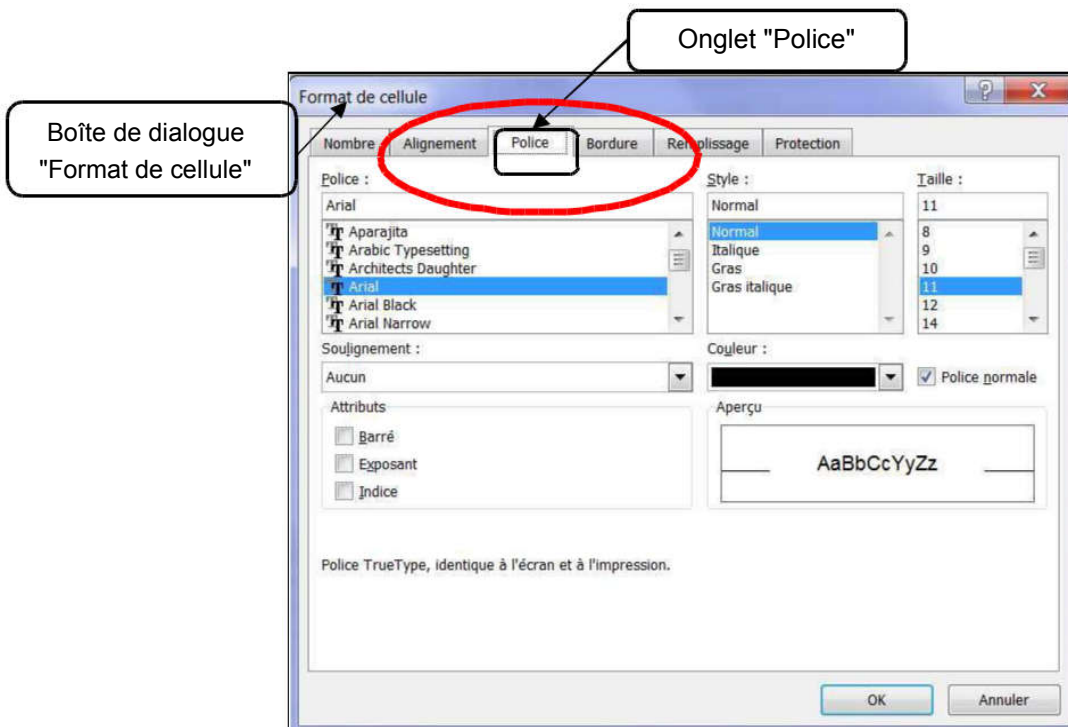 Onglet "Police"
Boîte de dialogue
"Format de cellule"
Format de cellule
Nombre Alignement Police Bordure Remplissage Protection
Police : Style : Taille :
Arial Normal 11
Aparajita Normal 8
Arabic Typesetting Italique 9
Architects Daughter Gras 10
Arial Gras italique 11
Arial Black 12
Arial Narrow 14
Soulignement : Couleur :
Aucun Police normale
Attributs Aperçu
Barré
Exposant AaBbCcYyZz
Indice
Police TrueType, identique à l'écran et à l'impression.
OK Annuler